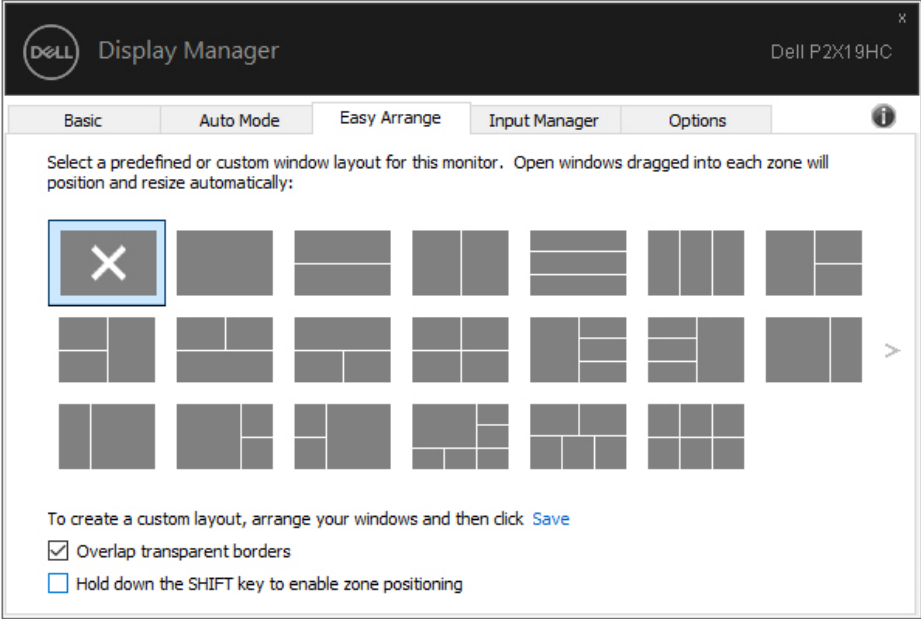 x
DELL Display Manager
Dell P2X19HC
Basic Auto Mode Easy Arrange Input Manager Options i
Select a predefined or custom window layout for this monitor. Open windows dragged into each zone will
position and resize automatically:
>
To create a custom layout, arrange your windows and then click Save
Overlap transparent borders
Hold down the SHIFT key to enable zone positioning